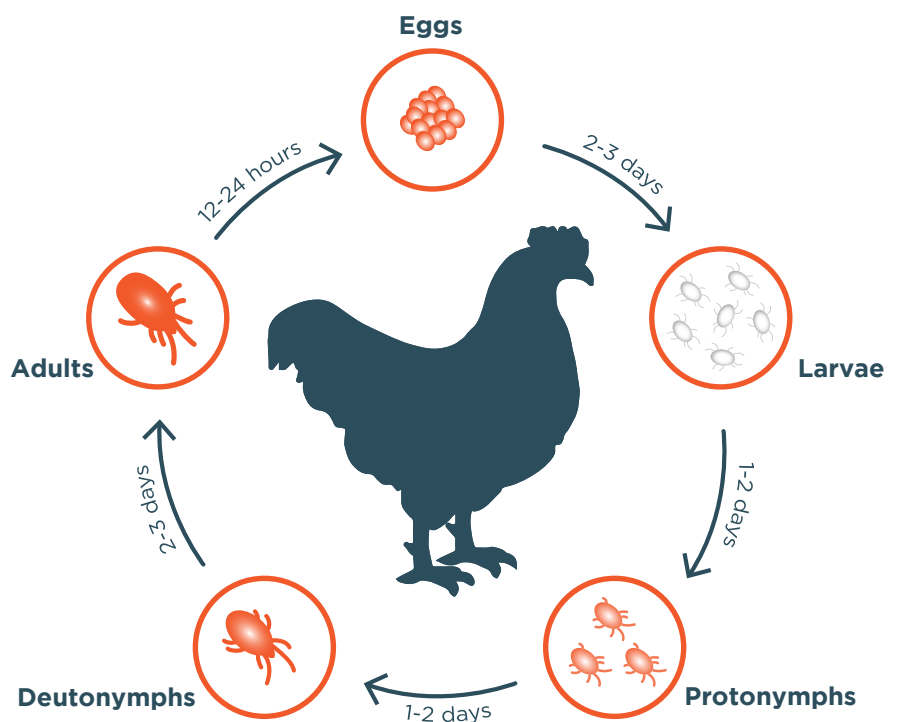 Eggs
2-3 days
Larvae
1-2 days
Protonymphs
1-2 days
Deutonymphs
2-3 days
Adults
12-24 hours